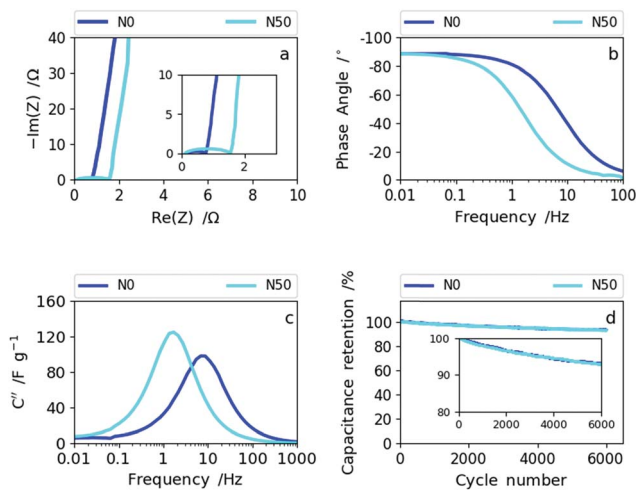 N0 N50
40
30
20
10
0
a
10
5
0
0 2
0 2 4 6 8 10
−Im(Z) /Ω
Re(Z) /Ω
N0 N50
-100
-80
-60
-40
-20
0
b
0.01 0.1 1 10 100
Phase Angle /°
Frequency /Hz
N0 N50
160
120
80
40
0
c
0.01 0.1 1 10 100 1000
C″ /F g−1
Frequency /Hz
N0 N50
100
80
60
40
20
0
d
100
90
80
0 2000 4000 6000
0 2000 4000 6000
Capacitance retention /%
Cycle number